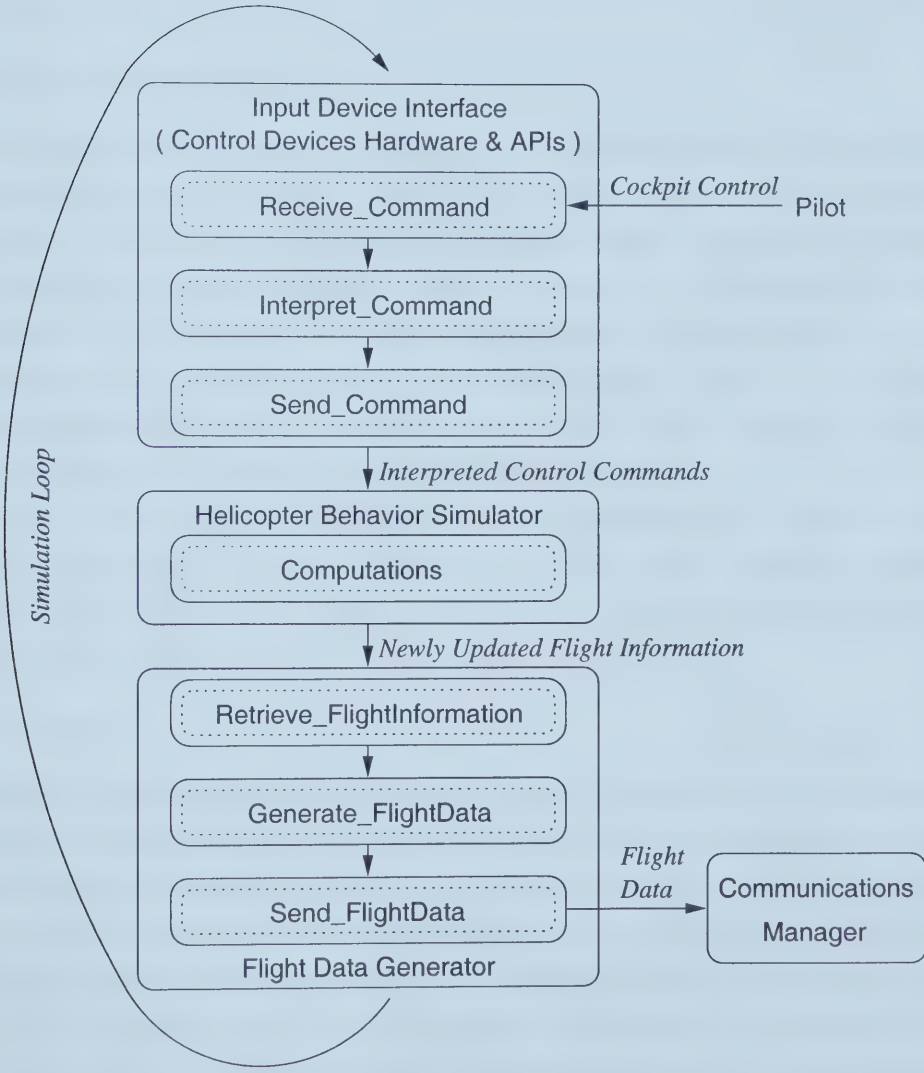 Input Device Interface
( Control Devices Hardware & APIs )
Cockpit Control
Receive_Command
Pilot
Interpret_Command
Send_Command
Interpreted Control Commands
Simulation Loop
Helicopter Behavior Simulator
Computations
Newly Updated Flight Information
Retrieve_FlightInformation
Generate_FlightData
Flight
Data
Send_FlightData
Communications
Manager
Flight Data Generator